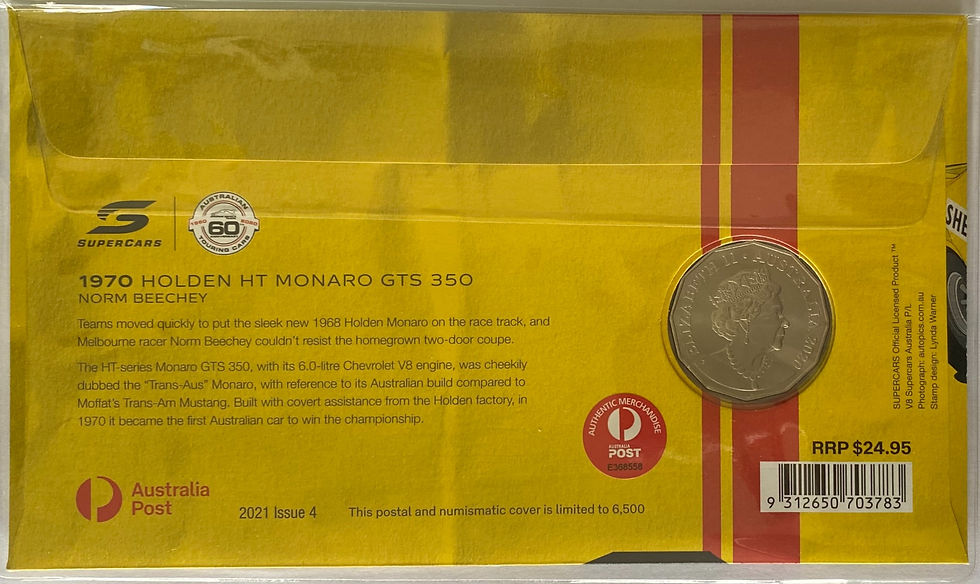 SUPERCARS
AUSTRALIAN
1960 60 2020
ANNIVERSARY
TOURING CARS
1970 HOLDEN HT MONARO GTS 350
NORM BEECHEY
Teams moved quickly to put the sleek new 1968 Holden Monaro on the race track, and
Melbourne racer Norm Beechey couldn't resist the homegrown two-door coupe.
The HT-series Monaro GTS 350, with its 6.0-litre Chevrolet V8 engine, was cheekily
dubbed the “Trans-Aus” Monaro, with reference to its Australian build compared to
Moffat's Trans-Am Mustang. Built with covert assistance from the Holden factory, in
1970 it became the first Australian car to win the championship.
Australia
Post
2021 Issue 4
This postal and numismatic cover is limited to 6,500
ELIZABETH II · AUSTRALIA 2020
AUTHENTIC MERCHANDISE
AUSTRALIA
POST
E368558
SHE
SUPERCARS Official Licensed Product ™
V8 Supercars Australia P/L
Photograph: autopics.com.au
Stamp design: Lynda Warner
RRP $24.95
9 312650 703783